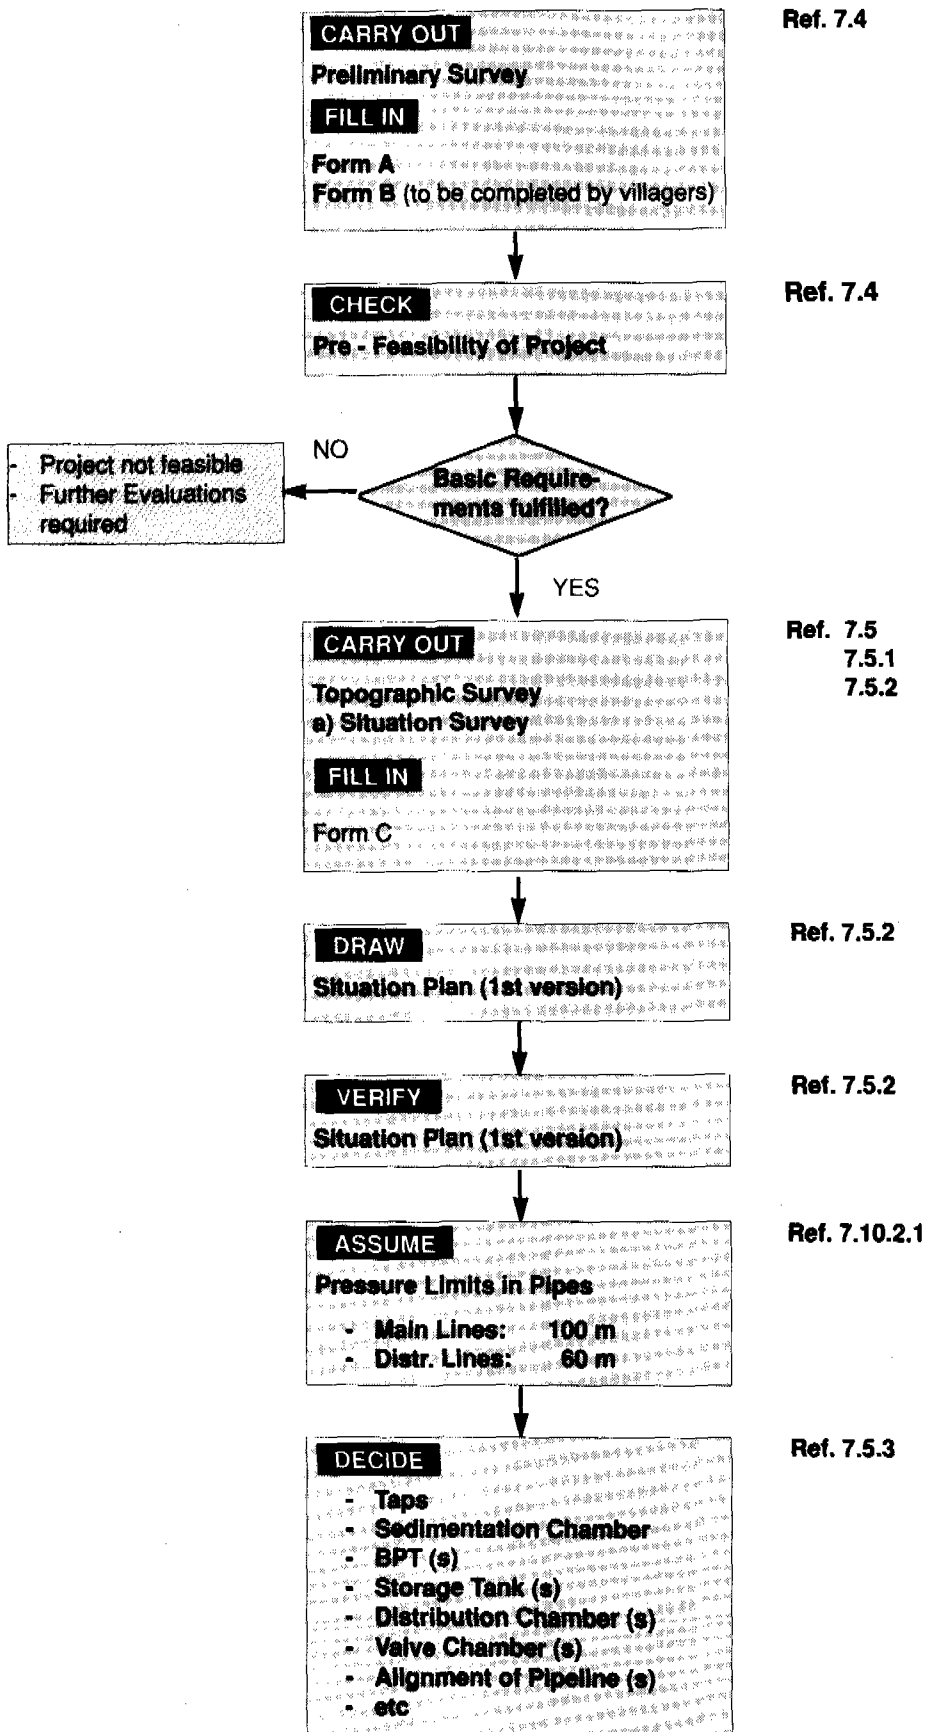 CARRY OUT
Ref. 7.4
Preliminary Survey
FILL IN
Form A
Form B (to be completed by villagers)
CHECK
Ref. 7.4
Pre - Feasibility of Project
NO
- Project not feasible
- Further Evaluations
required
Basic Require-
ments fulfilled?
YES
CARRY OUT
Ref. 7.5
7.5.1
7.5.2
Topographic Survey
a) Situation Survey
FILL IN
Form C
DRAW
Ref. 7.5.2
Situation Plan (1st version)
VERIFY
Ref. 7.5.2
Situation Plan (1st version)
ASSUME
Ref. 7.10.2.1
Pressure Limits in Pipes
- Main Lines: 100 m
- Distr. Lines: 60 m
DECIDE
Ref. 7.5.3
- Taps
- Sedimentation Chamber
- BPT (s)
- Storage Tank (s)
- Distribution Chamber (s)
- Valve Chamber (s)
- Alignment of Pipeline (s)
- etc